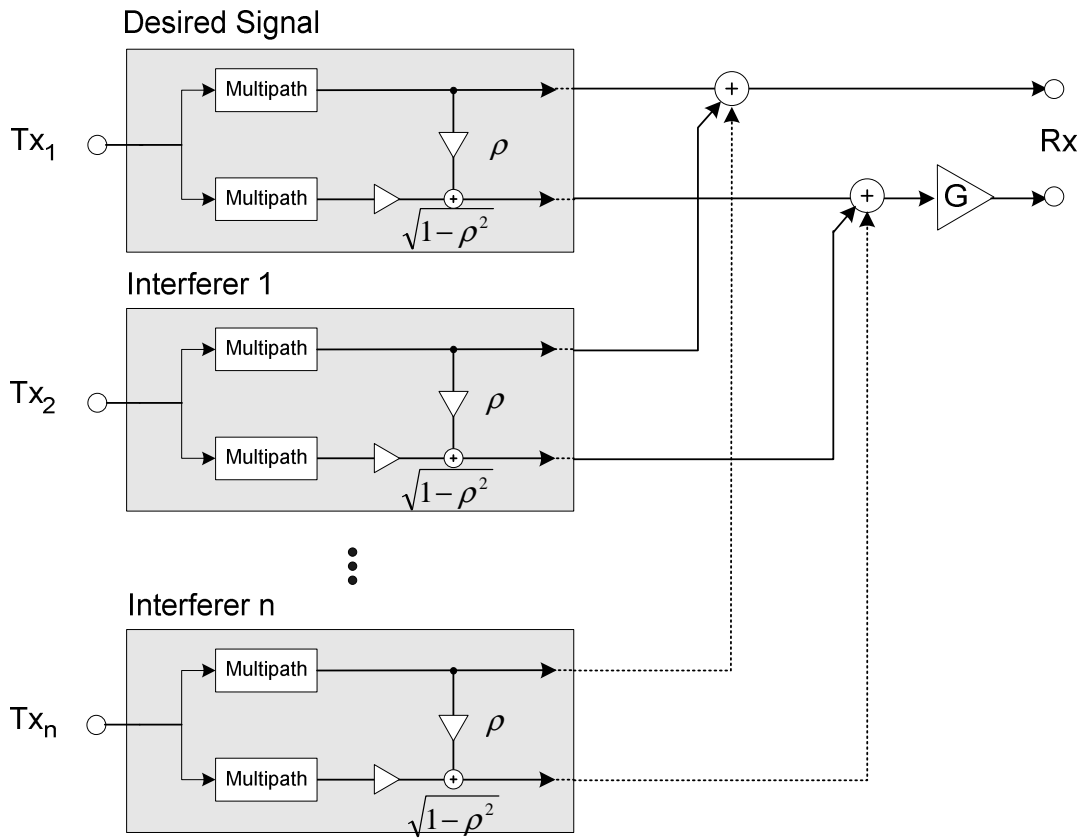 Desired Signal
Multipath
Tx₁
ρ
Multipath
√1−ρ²
+
+
+
G
Rx
Interferer 1
Multipath
Tx₂
ρ
Multipath
+
√1−ρ²
Interferer n
Multipath
Txₙ
ρ
Multipath
+
√1−ρ²